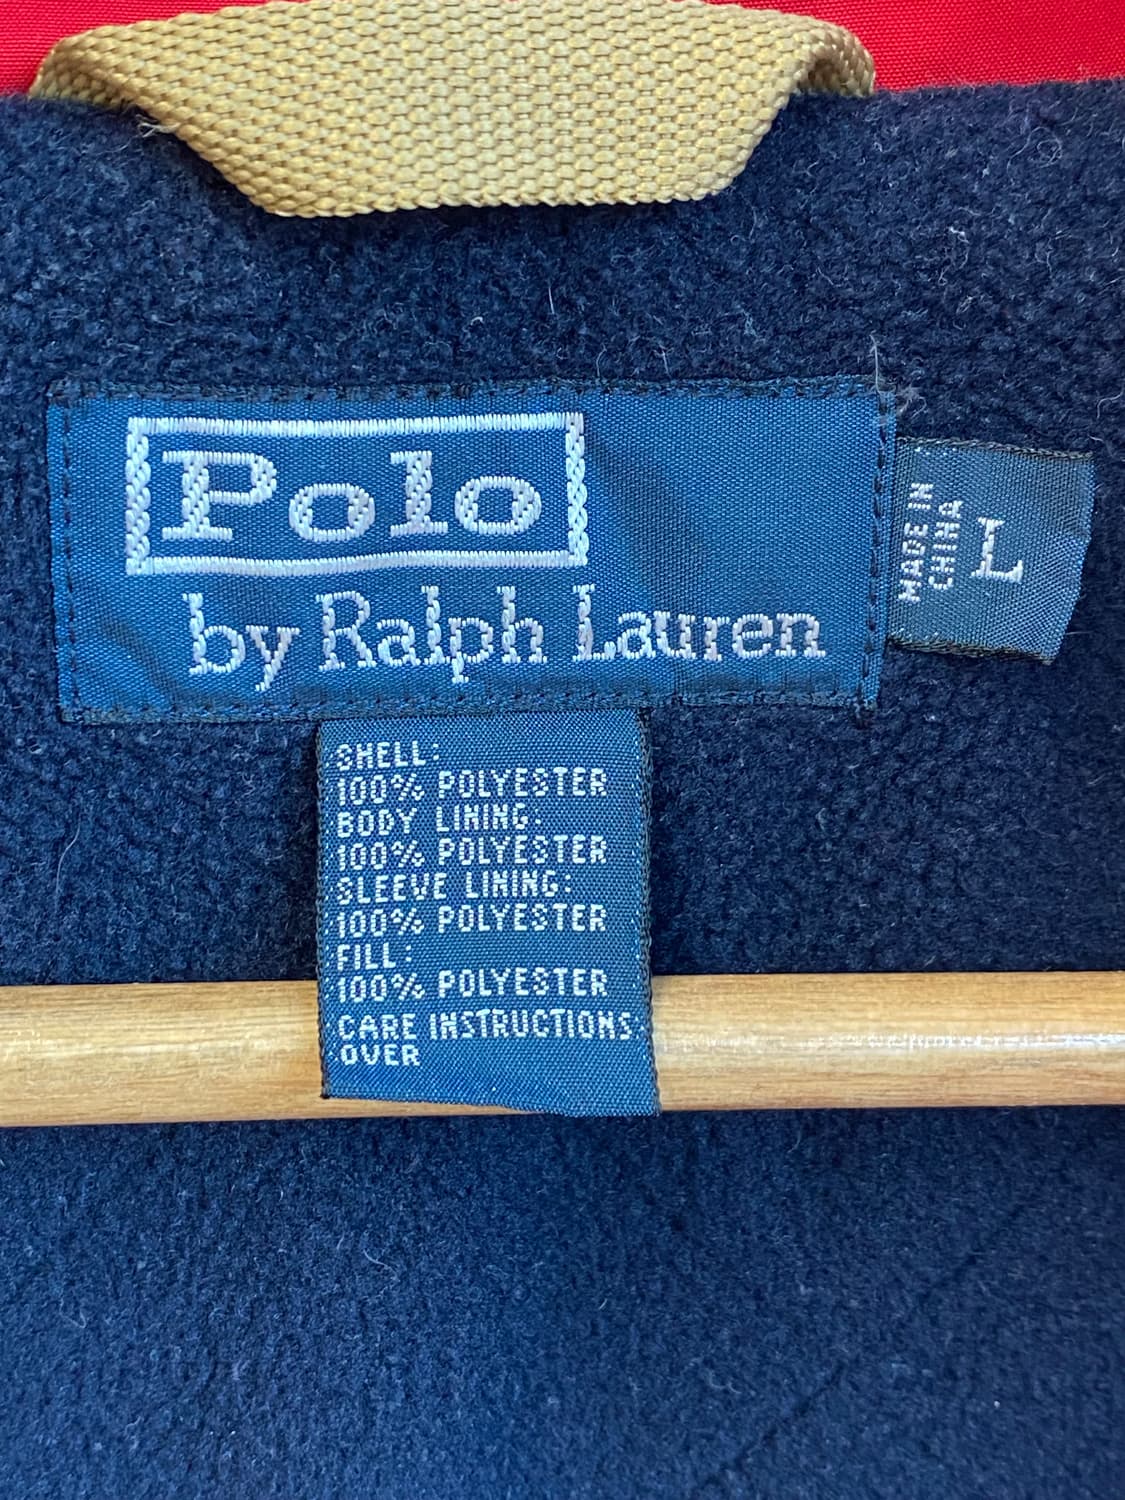 Polo
by Ralph Lauren
MADE IN
CHINA
L
SHELL:
100% POLYESTER
BODY LINING:
100% POLYESTER
SLEEVE LINING:
100% POLYESTER
FILL:
100% POLYESTER
CARE INSTRUCTIONS
OVER